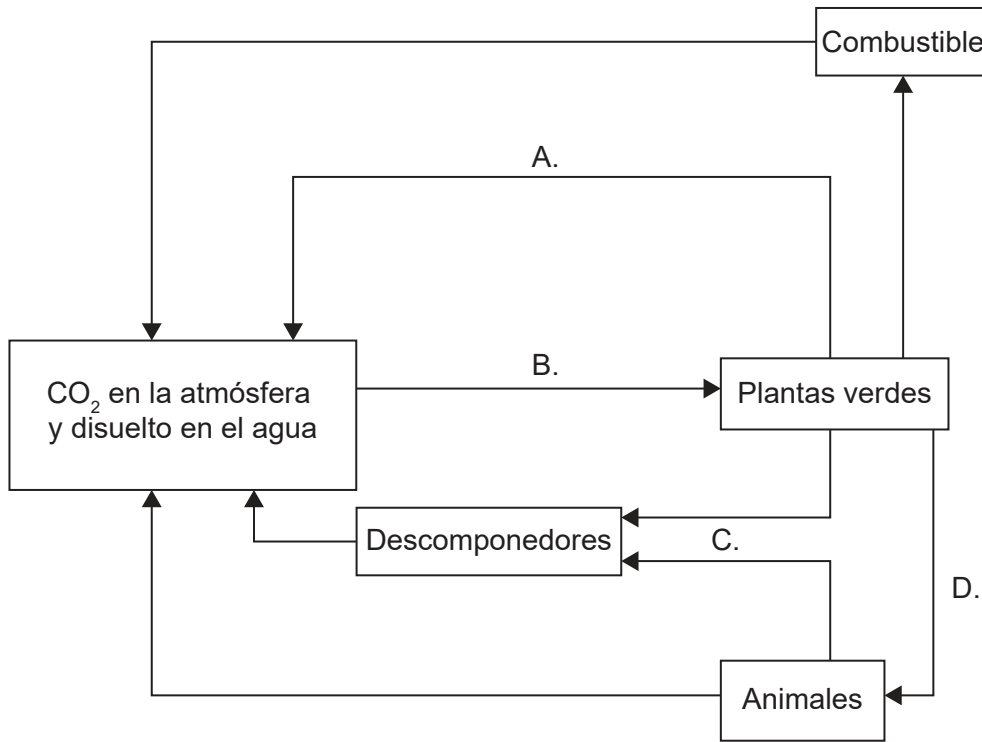 Combustible
A.
B.
CO₂ en la atmósfera
y disuelto en el agua
Plantas verdes
Descomponedores
C.
D.
Animales